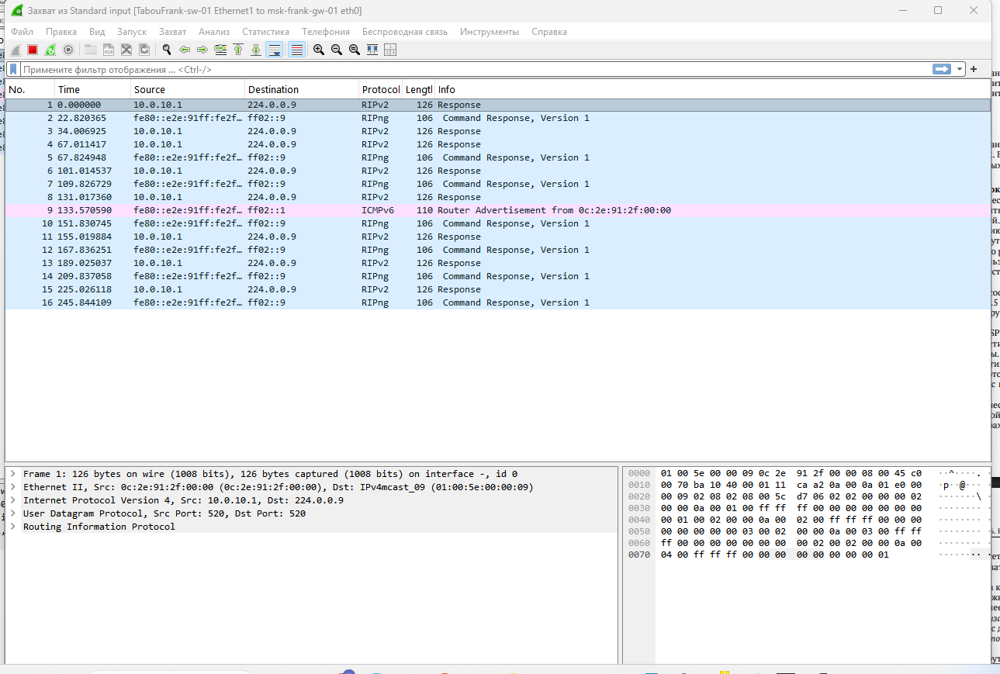 Захват из Standard input [TabouFrank-sw-01 Ethernet1 to msk-frank-gw-01 eth0]
Файл Правка Вид Запуск Захват Анализ Статистика Телефония Беспроводная связь Инструменты Справка
Примените фильтр отображения ... <Ctrl-/>
No. Time Source Destination Protocol Lengtl Info
1 0.000000 10.0.10.1 224.0.0.9 RIPv2 126 Response
2 22.820365 fe80::e2e:91ff:fe2f… ff02::9 RIPng 106 Command Response, Version 1
3 34.006925 10.0.10.1 224.0.0.9 RIPv2 126 Response
4 67.011417 10.0.10.1 224.0.0.9 RIPv2 126 Response
5 67.824948 fe80::e2e:91ff:fe2f… ff02::9 RIPng 106 Command Response, Version 1
6 101.014537 10.0.10.1 224.0.0.9 RIPv2 126 Response
7 109.826729 fe80::e2e:91ff:fe2f… ff02::9 RIPng 106 Command Response, Version 1
8 131.017360 10.0.10.1 224.0.0.9 RIPv2 126 Response
9 133.570590 fe80::e2e:91ff:fe2f… ff02::1 ICMPv6 110 Router Advertisement from 0c:2e:91:2f:00:00
10 151.830745 fe80::e2e:91ff:fe2f… ff02::9 RIPng 106 Command Response, Version 1
11 155.019884 10.0.10.1 224.0.0.9 RIPv2 126 Response
12 167.836251 fe80::e2e:91ff:fe2f… ff02::9 RIPng 106 Command Response, Version 1
13 189.025037 10.0.10.1 224.0.0.9 RIPv2 126 Response
14 209.837058 fe80::e2e:91ff:fe2f… ff02::9 RIPng 106 Command Response, Version 1
15 225.026118 10.0.10.1 224.0.0.9 RIPv2 126 Response
16 245.844109 fe80::e2e:91ff:fe2f… ff02::9 RIPng 106 Command Response, Version 1
Frame 1: 126 bytes on wire (1008 bits), 126 bytes captured (1008 bits) on interface -, id 0
Ethernet II, Src: 0c:2e:91:2f:00:00 (0c:2e:91:2f:00:00), Dst: IPv4mcast_09 (01:00:5e:00:00:09)
Internet Protocol Version 4, Src: 10.0.10.1, Dst: 224.0.0.9
User Datagram Protocol, Src Port: 520, Dst Port: 520
Routing Information Protocol
0000 01 00 5e 00 00 09 0c 2e 91 2f 00 00 08 00 45 c0 ··^····.
0010 00 70 ba 10 40 00 01 11 ca a2 0a 00 0a 01 e0 00 ·p··@···
0020 00 09 02 08 02 08 00 5c d7 06 02 02 00 00 00 02 ·······\
0030 00 00 0a 00 01 00 ff ff ff 00 00 00 00 00 00 00 ········
0040 00 01 00 02 00 00 0a 00 02 00 ff ff ff 00 00 00 ········
0050 00 00 00 00 00 03 00 02 00 00 0a 00 03 00 ff ff ········
0060 ff 00 00 00 00 00 00 00 00 02 00 02 00 00 0a 00 ········
0070 04 00 ff ff ff 00 00 00 00 00 00 00 00 01 ········